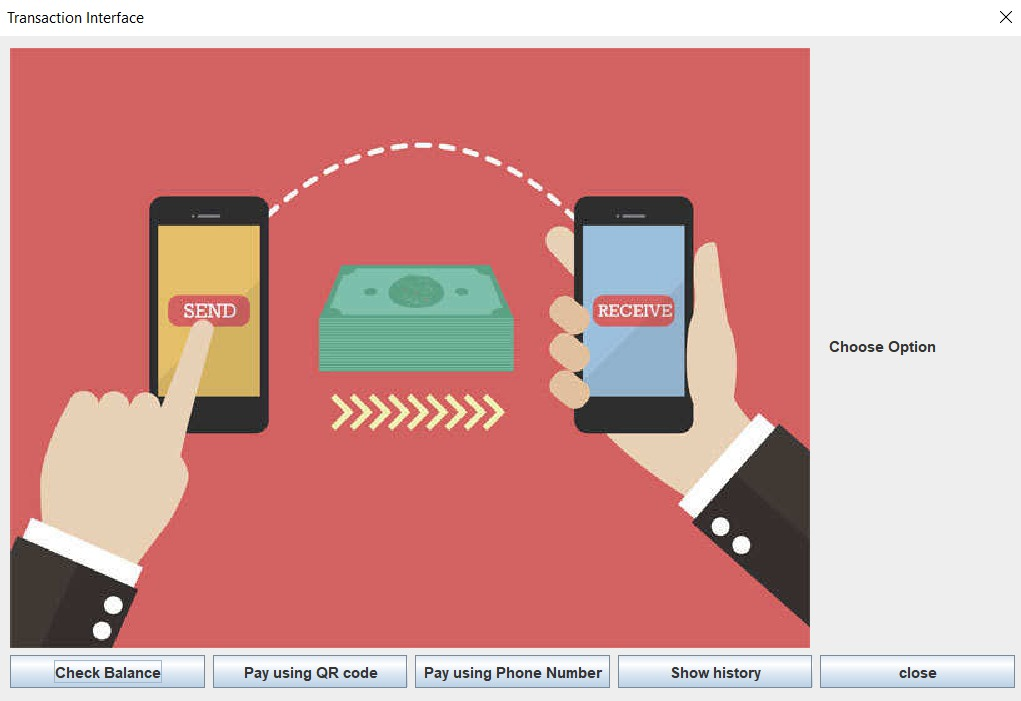 Transaction Interface
SEND
RECEIVE
Choose Option
Check Balance
Pay using QR code
Pay using Phone Number
Show history
close